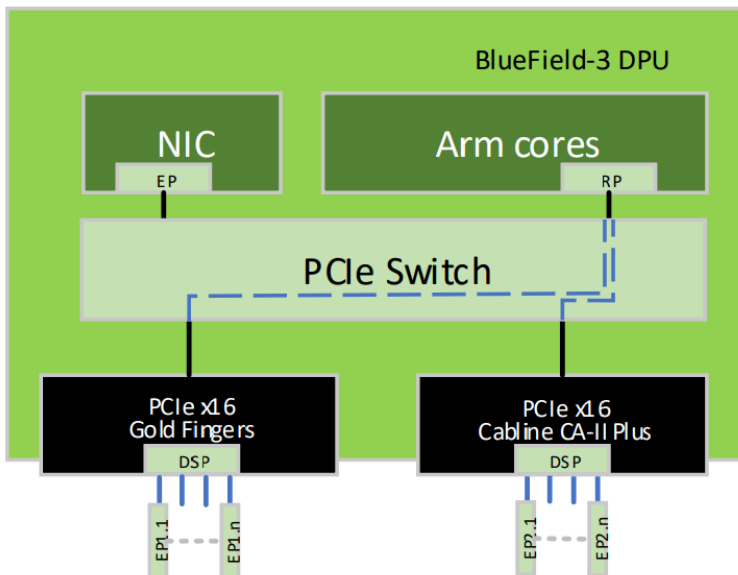 BlueField-3 DPU
NIC
EP
Arm cores
RP
PCIe Switch
PCIe x16
Gold Fingers
DSP
PCIe x16
Cabline CA-II Plus
DSP
EP1.1
EP1.n
EP2.1
EP2.n